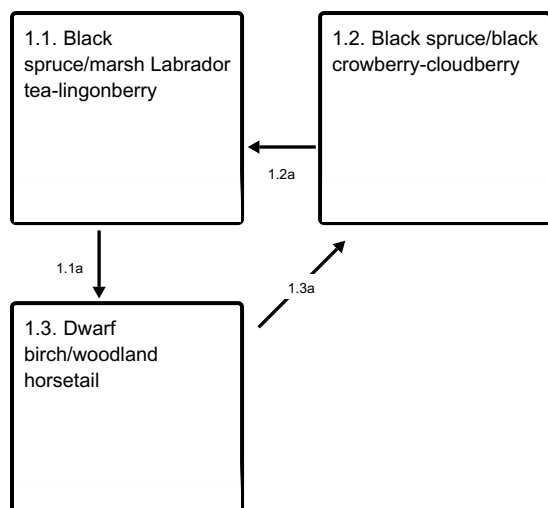 1.1. Black
spruce/marsh Labrador
tea-lingonberry
1.2. Black spruce/black
crowberry-cloudberry
1.2a
1.1a
1.3a
1.3. Dwarf
birch/woodland
horsetail